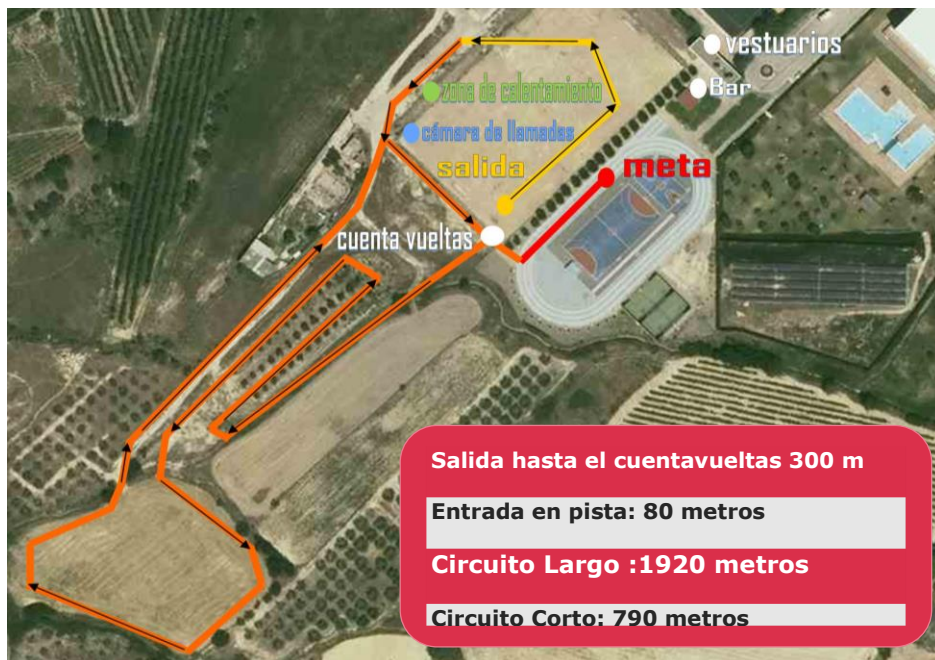 vestuarios
Bar
zona de calentamiento
cámara de llamadas
salida
meta
cuenta vueltas
Salida hasta el cuentavueltas 300 m
Entrada en pista: 80 metros
Circuito Largo :1920 metros
Circuito Corto: 790 metros